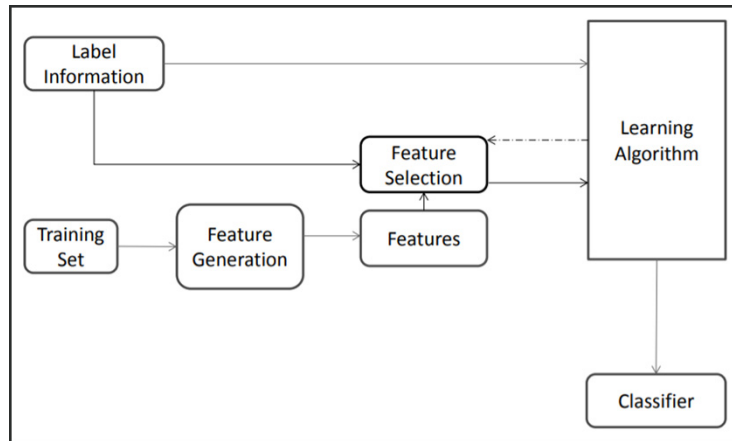 Label
Information
Feature
Selection
Learning
Algorithm
Training
Set
Feature
Generation
Features
Classifier